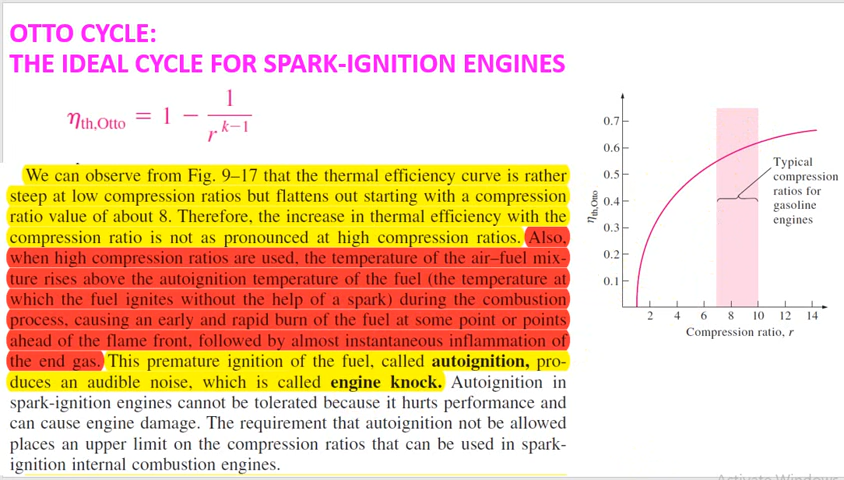 OTTO CYCLE:
THE IDEAL CYCLE FOR SPARK-IGNITION ENGINES
η_th,Otto = 1 − 1/r^(k−1)
We can observe from Fig. 9–17 that the thermal efficiency curve is rather
steep at low compression ratios but flattens out starting with a compression
ratio value of about 8. Therefore, the increase in thermal efficiency with the
compression ratio is not as pronounced at high compression ratios. Also,
when high compression ratios are used, the temperature of the air–fuel mix-
ture rises above the autoignition temperature of the fuel (the temperature at
which the fuel ignites without the help of a spark) during the combustion
process, causing an early and rapid burn of the fuel at some point or points
ahead of the flame front, followed by almost instantaneous inflammation of
the end gas. This premature ignition of the fuel, called autoignition, pro-
duces an audible noise, which is called engine knock. Autoignition in
spark-ignition engines cannot be tolerated because it hurts performance and
can cause engine damage. The requirement that autoignition not be allowed
places an upper limit on the compression ratios that can be used in spark-
ignition internal combustion engines.
0.7
0.6
0.5
0.4
0.3
0.2
0.1
η_th,Otto
Typical
compression
ratios for
gasoline
engines
2 4 6 8 10 12 14
Compression ratio, r
Activate Windows